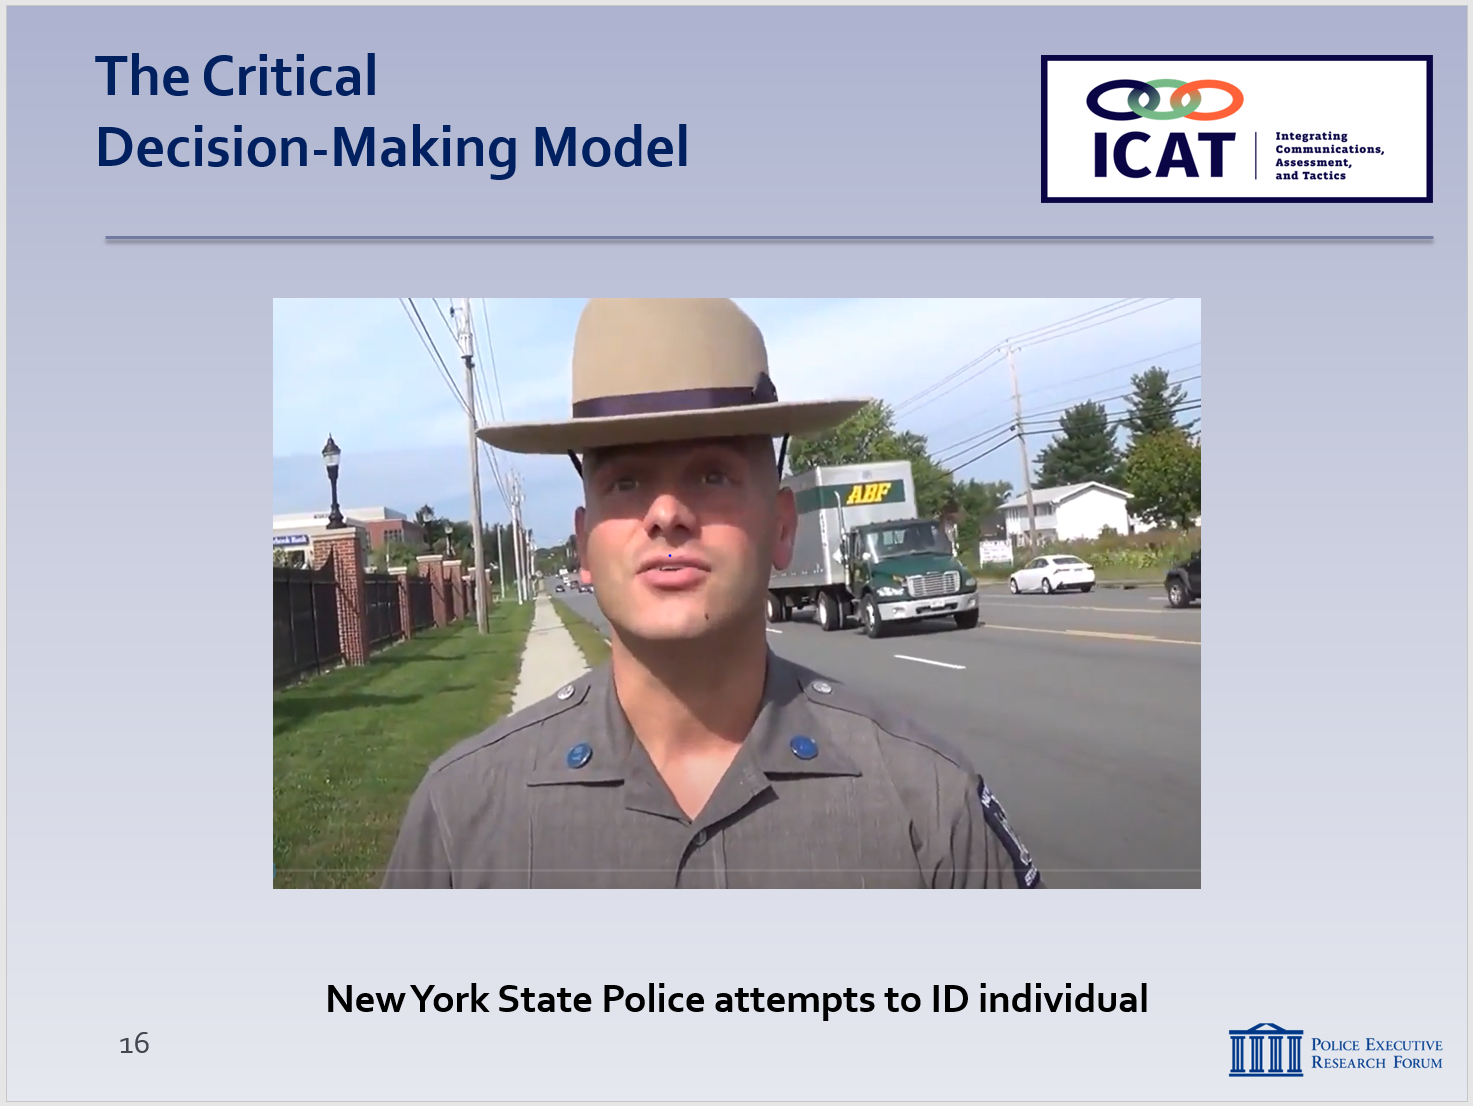 The Critical
Decision-Making Model
ICAT
Integrating
Communications,
Assessment,
and Tactics
ABF
New York State Police attempts to ID individual
16
Police Executive
Research Forum